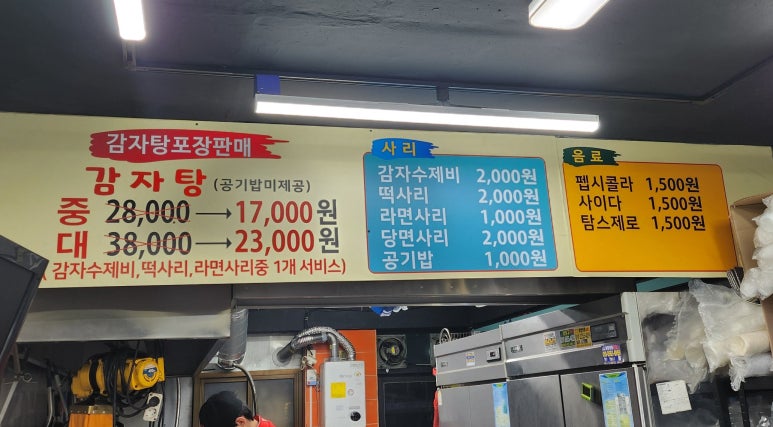 감자탕포장판매
감자탕 (공기밥미제공)
중 28,000 → 17,000원
대 38,000 → 23,000원
( 감자수제비,떡사리,라면사리중 1개 서비스)
사리
감자수제비 2,000원
떡사리 2,000원
라면사리 1,000원
당면사리 2,000원
공기밥 1,000원
음료
펩시콜라 1,500원
사이다 1,500원
탐스제로 1,500원